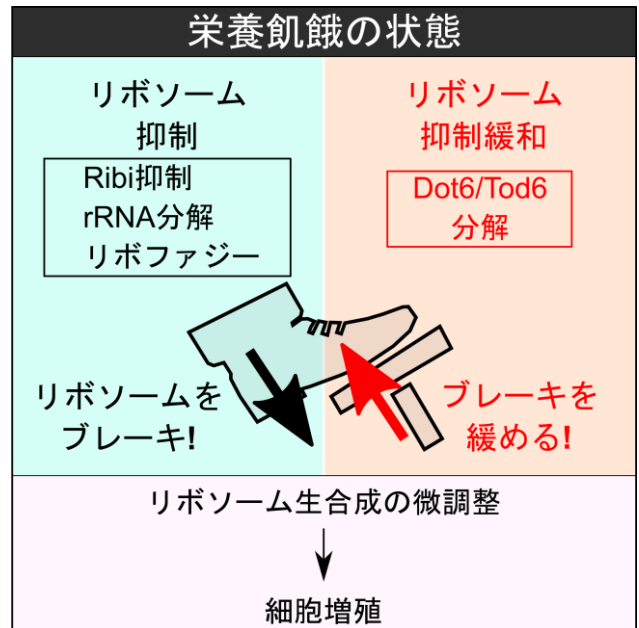 栄養飢餓の状態
リボソーム
抑制
Ribi抑制
rRNA分解
リボファジー
リボソームを
ブレーキ!
リボソーム
抑制緩和
Dot6/Tod6
分解
ブレーキを
緩める!
リボソーム生合成の微調整
細胞増殖